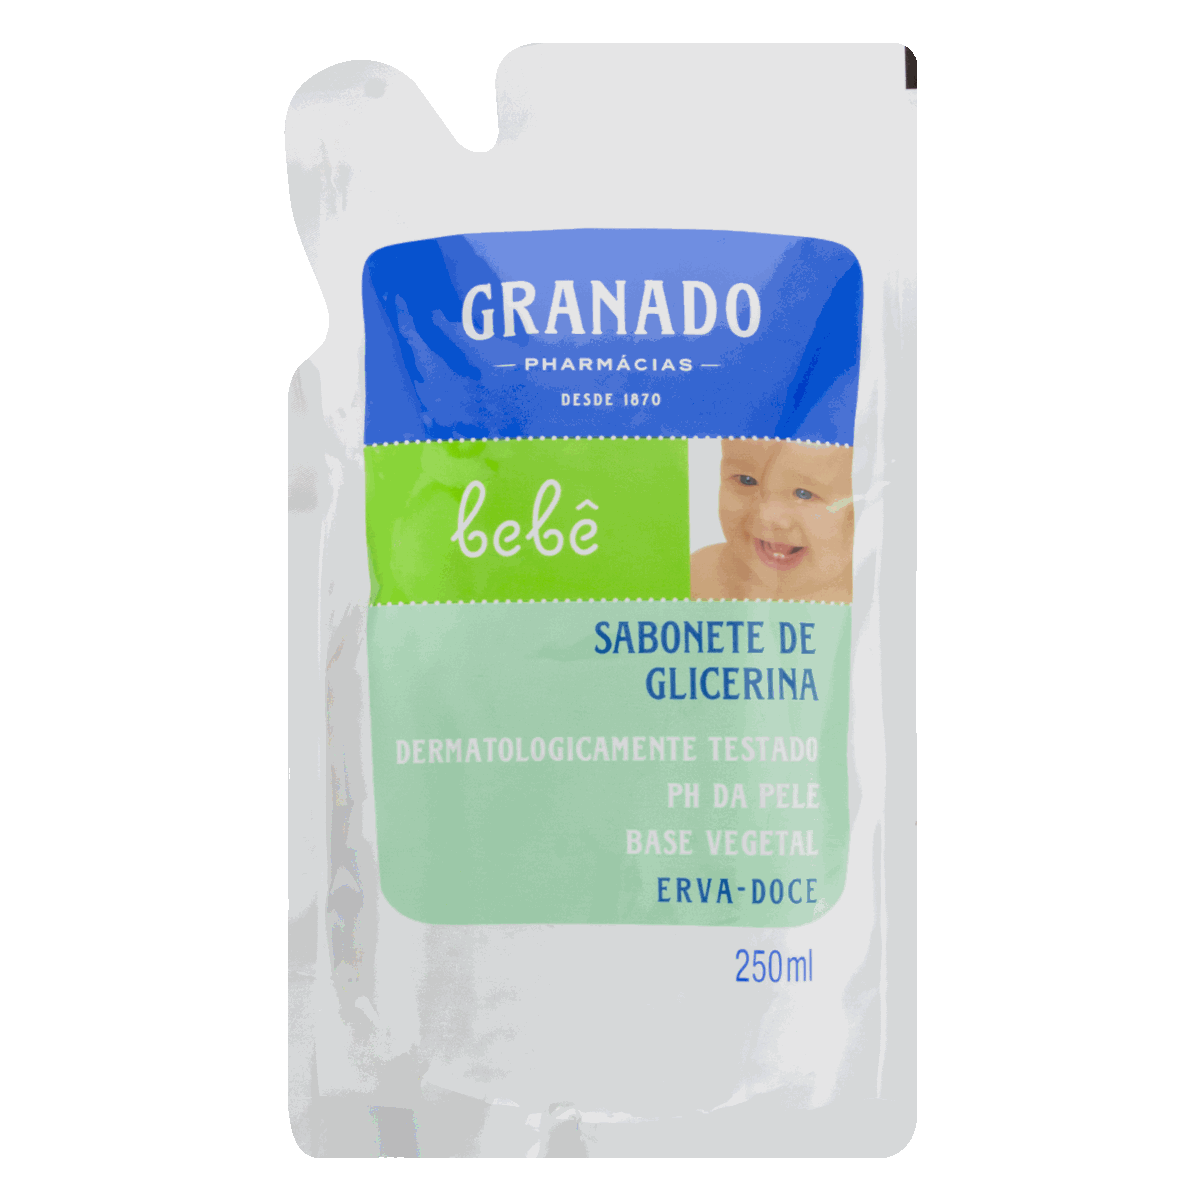 GRANADO
PHARMÁCIAS
DESDE 1870
bebê
SABONETE DE
GLICERINA
DERMATOLOGICAMENTE TESTADO
PH DA PELE
BASE VEGETAL
ERVA-DOCE
250ml